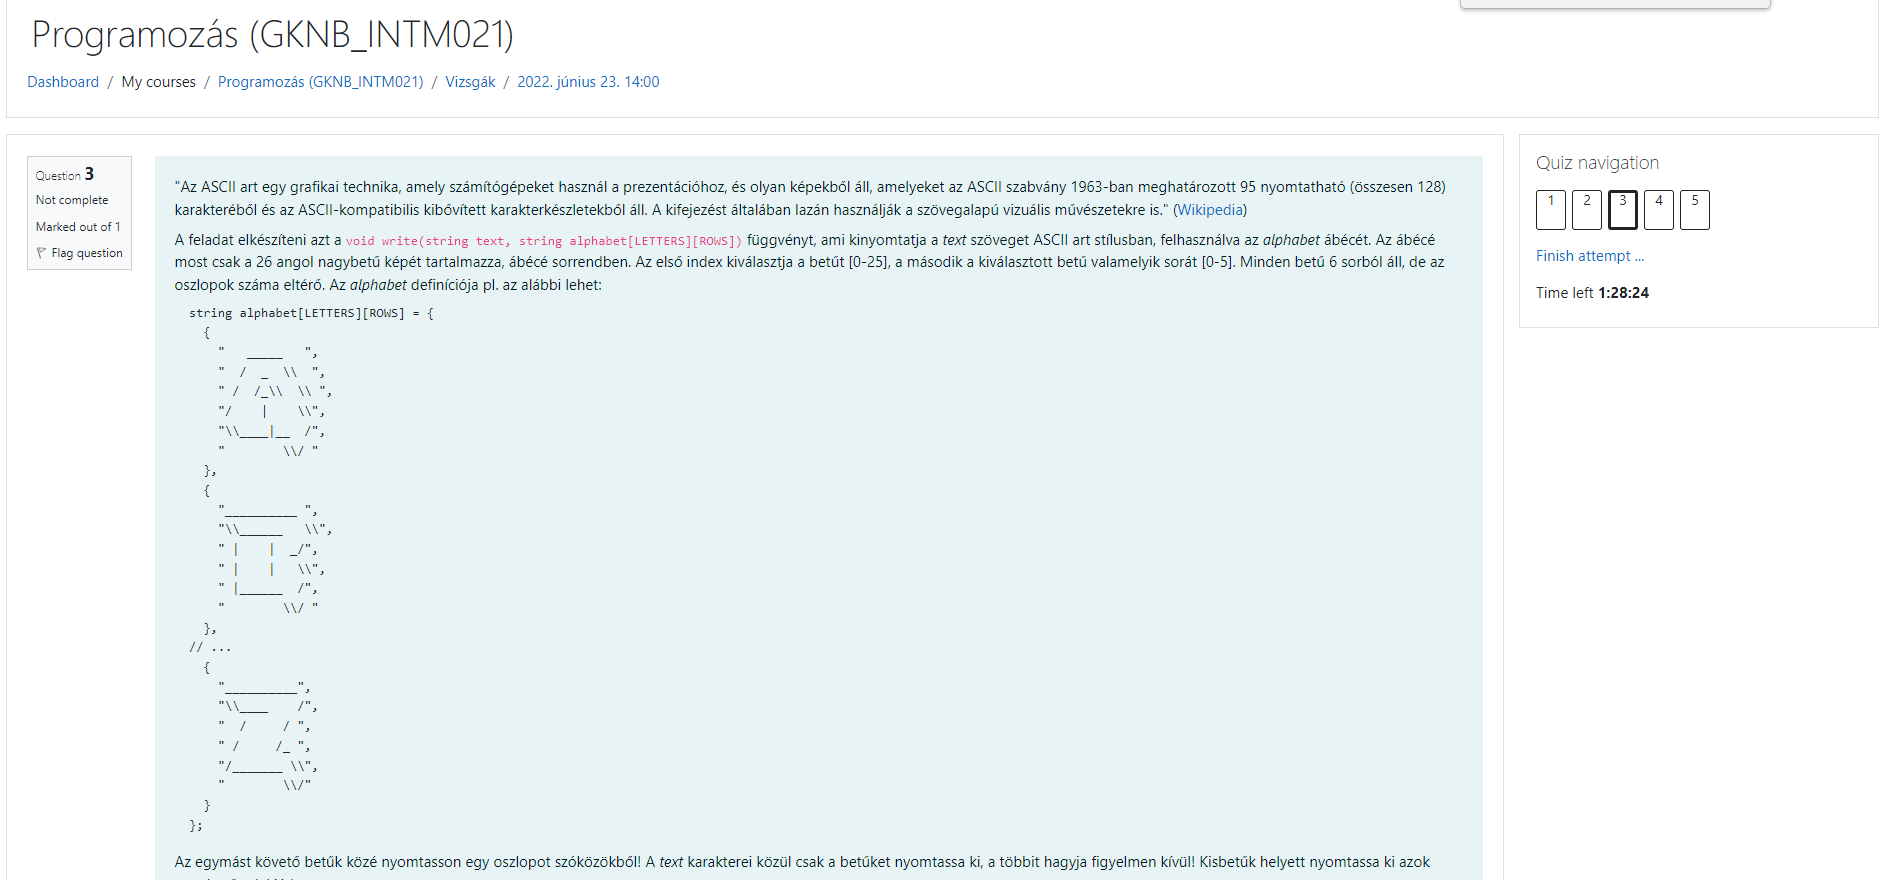 Programozás (GKNB_INTM021)
Dashboard / My courses / Programozás (GKNB_INTM021) / Vizsgák / 2022. június 23. 14:00
Question 3
Not complete
Marked out of 1
Flag question
"Az ASCII art egy grafikai technika, amely számítógépeket használ a prezentációhoz, és olyan képekből áll, amelyeket az ASCII szabvány 1963-ban meghatározott 95 nyomtatható (összesen 128)
karakteréből és az ASCII-kompatibilis kibővített karakterkészletekből áll. A kifejezést általában lazán használják a szövegalapú vizuális művészetekre is." (Wikipedia)
A feladat elkészíteni azt a void write(string text, string alphabet[LETTERS][ROWS]) függvényt, ami kinyomtatja a text szöveget ASCII art stílusban, felhasználva az alphabet ábécét. Az ábécé
most csak a 26 angol nagybetű képét tartalmazza, ábécé sorrendben. Az első index kiválasztja a betűt [0-25], a második a kiválasztott betű valamelyik sorát [0-5]. Minden betű 6 sorból áll, de az
oszlopok száma eltérő. Az alphabet definíciója pl. az alábbi lehet:
string alphabet[LETTERS][ROWS] = {
  {
    "   _____   ",
    "  /  _  \\  ",
    " /  /_\\  \\ ",
    "/    |    \\",
    "\\____|__  /",
    "        \\/ "
  },
  {
    "__________ ",
    "\\______   \\",
    " |    |  _/",
    " |    |   \\",
    " |______  /",
    "        \\/ "
  },
// ...
  {
    "__________",
    "\\____    /",
    "  /     / ",
    " /     /_ ",
    "/_______ \\",
    "        \\/"
  }
};
Az egymást követő betűk közé nyomtasson egy oszlopot szóközökből! A text karakterei közül csak a betűket nyomtassa ki, a többit hagyja figyelmen kívül! Kisbetűk helyett nyomtassa ki azok
Quiz navigation
1 2 3 4 5
Finish attempt ...
Time left 1:28:24